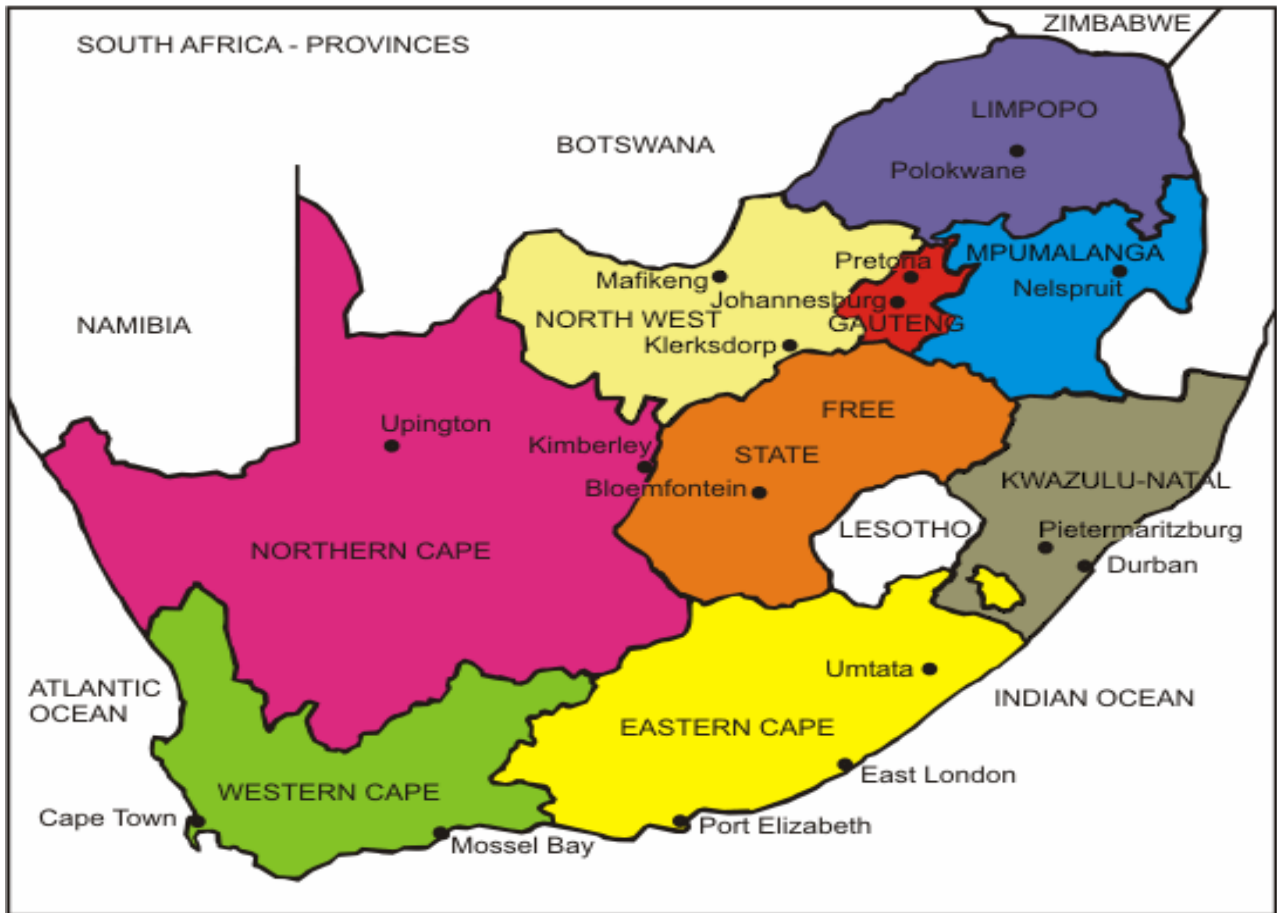 ZIMBABWE
SOUTH AFRICA - PROVINCES
LIMPOPO
BOTSWANA
Polokwane
MPUMALANGA
Pretoria
Mafikeng
Nelspruit
Johannesburg
NORTH WEST
GAUTENG
NAMIBIA
Klerksdorp
FREE
Upington
Kimberley
STATE
KWAZULU-NATAL
Bloemfontein
LESOTHO
Pietermaritzburg
NORTHERN CAPE
Durban
Umtata
ATLANTIC
OCEAN
INDIAN OCEAN
EASTERN CAPE
East London
WESTERN CAPE
Cape Town
Port Elizabeth
Mossel Bay